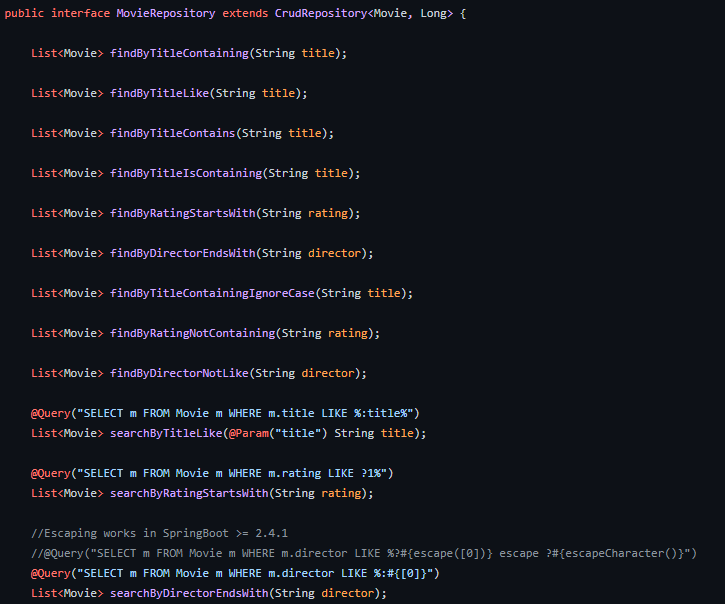 public interface MovieRepository extends CrudRepository<Movie, Long> {
List<Movie> findByTitleContaining(String title);
List<Movie> findByTitleLike(String title);
List<Movie> findByTitleContains(String title);
List<Movie> findByTitleIsContaining(String title);
List<Movie> findByRatingStartsWith(String rating);
List<Movie> findByDirectorEndsWith(String director);
List<Movie> findByTitleContainingIgnoreCase(String title);
List<Movie> findByRatingNotContaining(String rating);
List<Movie> findByDirectorNotLike(String director);
@Query("SELECT m FROM Movie m WHERE m.title LIKE %:title%")
List<Movie> searchByTitleLike(@Param("title") String title);
@Query("SELECT m FROM Movie m WHERE m.rating LIKE ?1%")
List<Movie> searchByRatingStartsWith(String rating);
//Escaping works in SpringBoot >= 2.4.1
//@Query("SELECT m FROM Movie m WHERE m.director LIKE %?#{escape([0])} escape ?#{escapeCharacter()}")
@Query("SELECT m FROM Movie m WHERE m.director LIKE %:#{[0]}")
List<Movie> searchByDirectorEndsWith(String director);